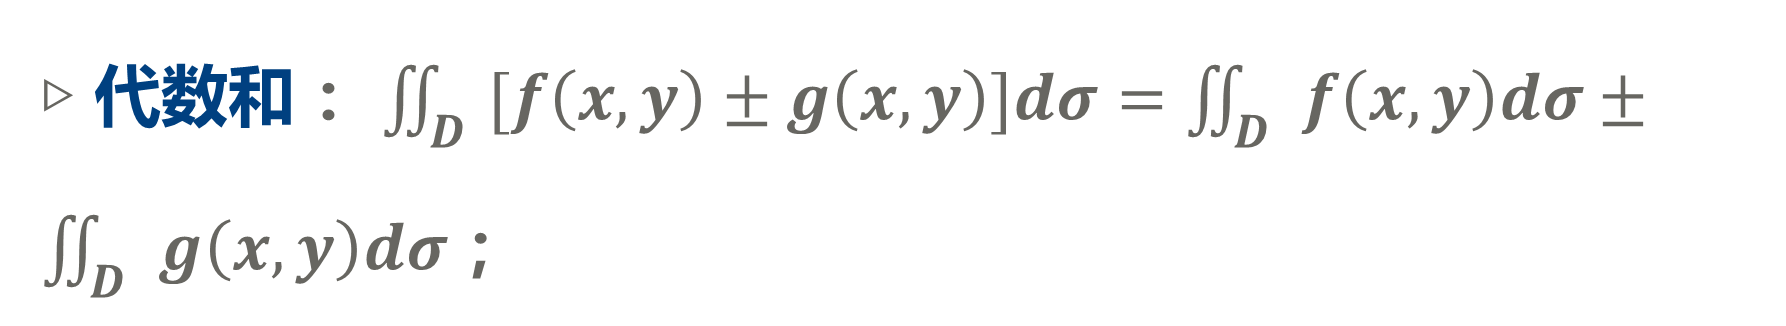 ▷ 代数和：∬_D [f(x,y) ± g(x,y)]dσ = ∬_D f(x,y)dσ ±
∬_D g(x,y)dσ；